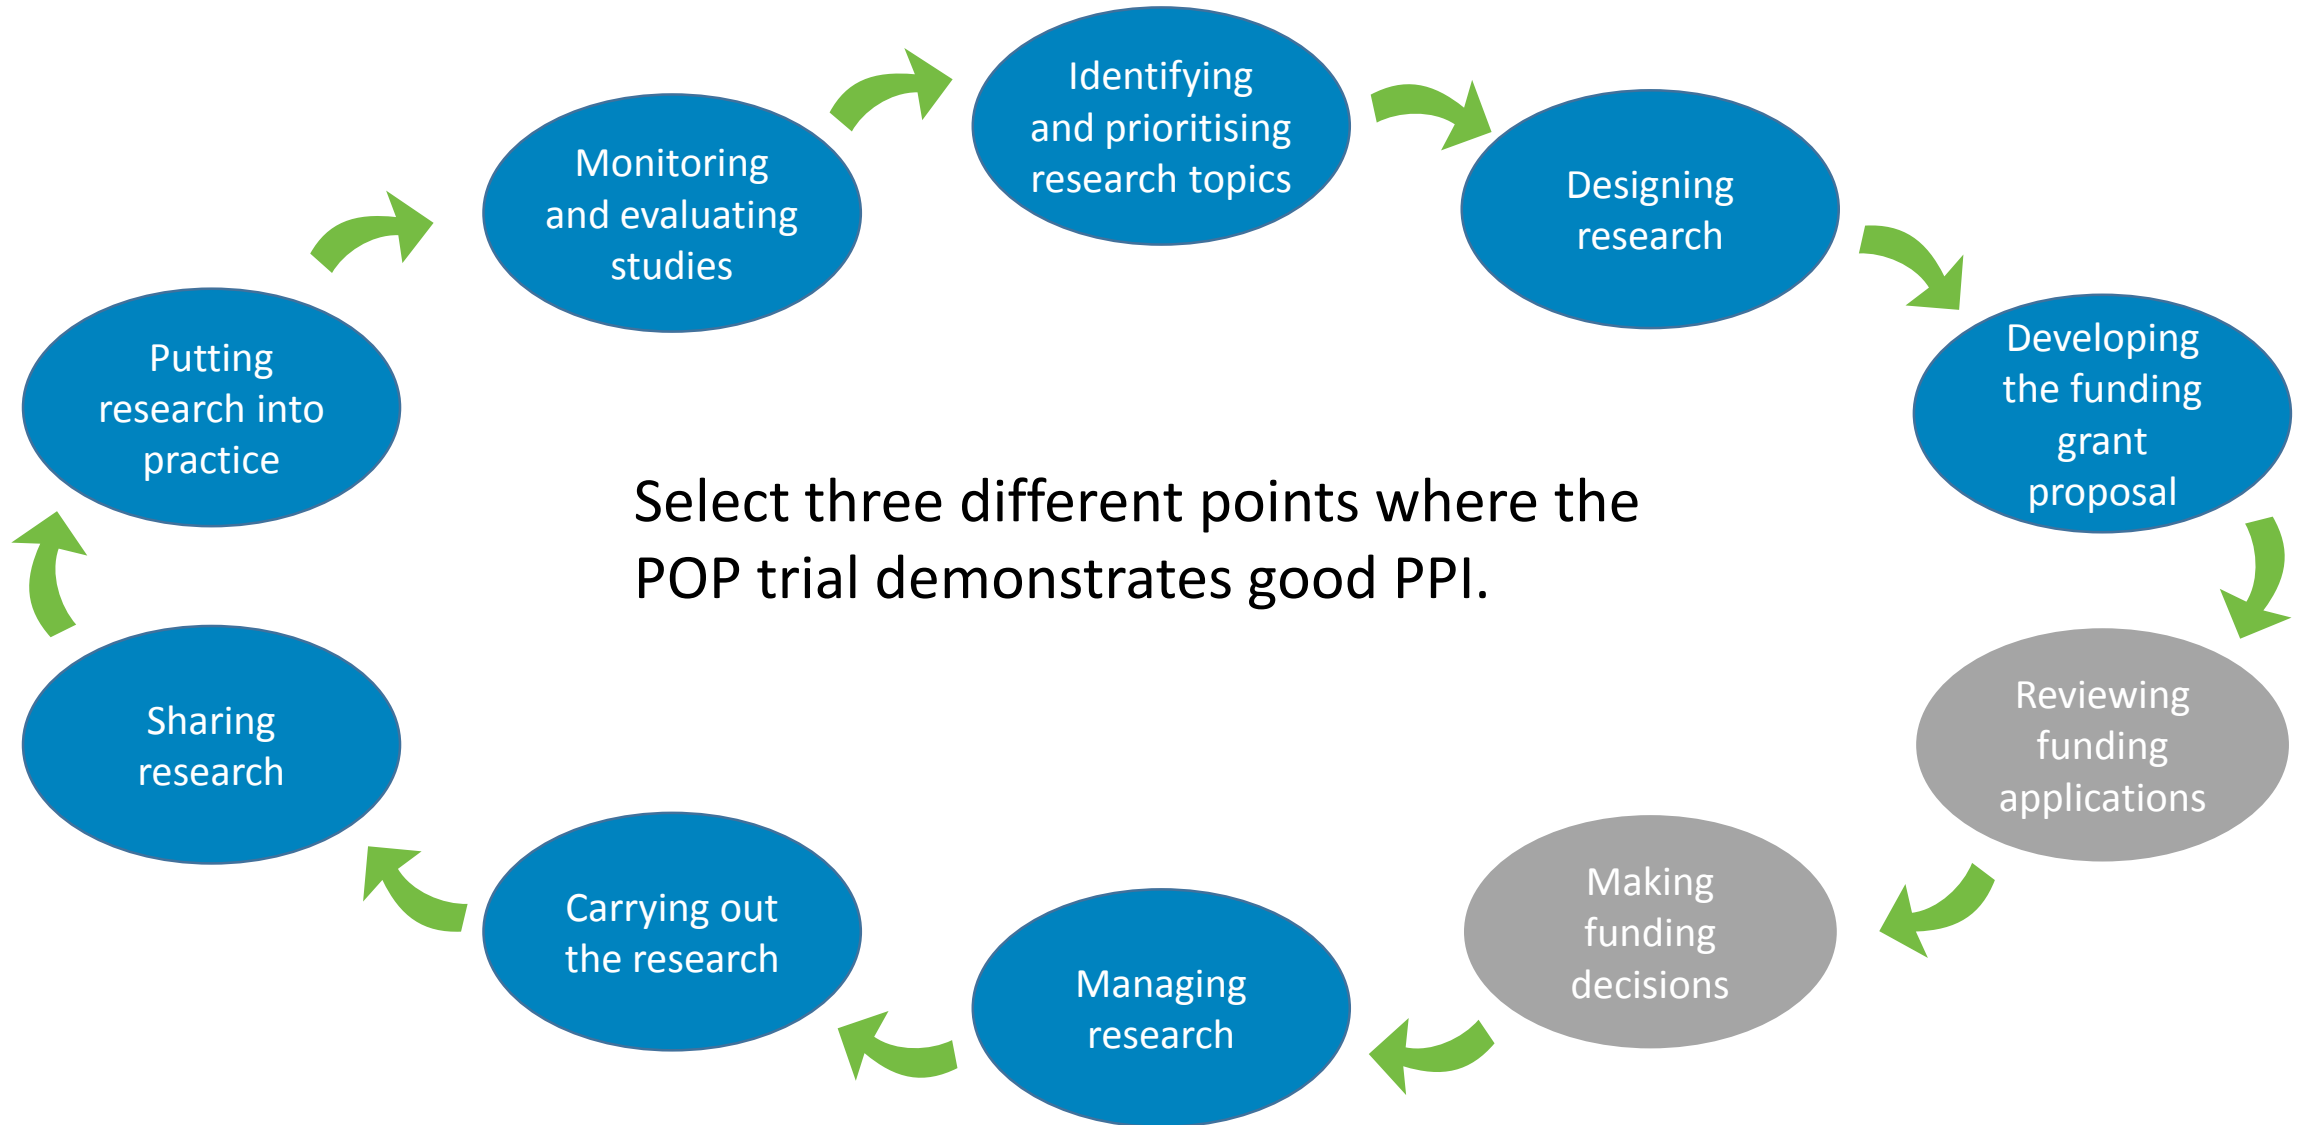 Identifying
and prioritising
research topics
Designing
research
Developing
the funding
grant
proposal
Reviewing
funding
applications
Making
funding
decisions
Managing
research
Carrying out
the research
Sharing
research
Putting
research into
practice
Monitoring
and evaluating
studies
Select three different points where the
POP trial demonstrates good PPI.